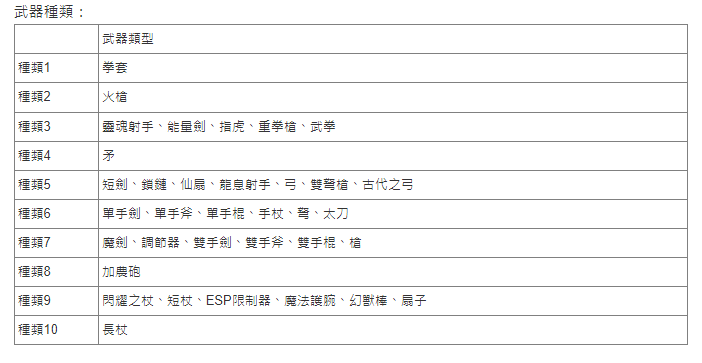 武器種類：
武器類型
種類1 拳套
種類2 火槍
種類3 靈魂射手、能量劍、指虎、重拳槍、武拳
種類4 矛
種類5 短劍、鎖鏈、仙扇、龍息射手、弓、雙弩槍、古代之弓
種類6 單手劍、單手斧、單手棍、手杖、弩、太刀
種類7 魔劍、調節器、雙手劍、雙手斧、雙手棍、槍
種類8 加農砲
種類9 閃耀之杖、短杖、ESP限制器、魔法護腕、幻獸棒、扇子
種類10 長杖